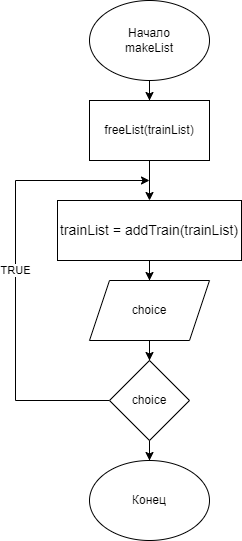 Начало
makeList
freeList(trainList)
trainList = addTrain(trainList)
TRUE
choice
choice
Конец